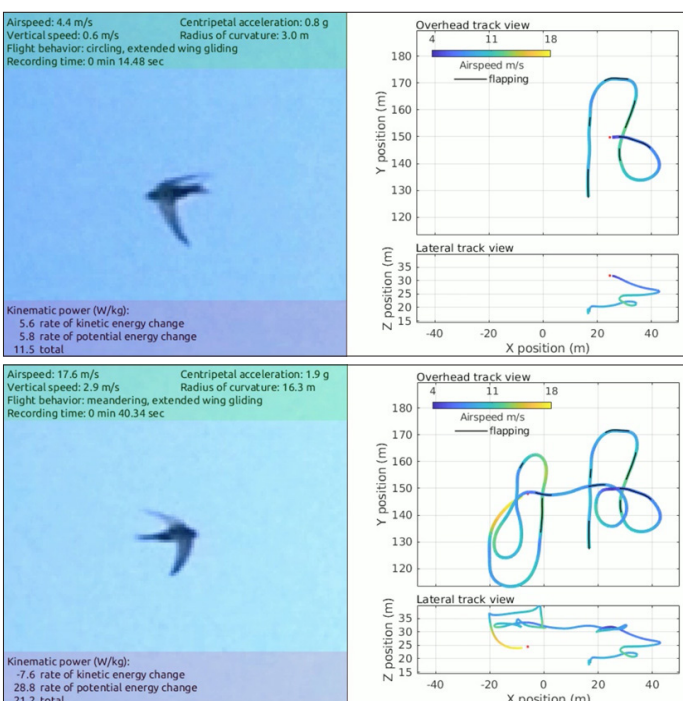 Airspeed: 4.4 m/s
Vertical speed: 0.6 m/s
Flight behavior: circling, extended wing gliding
Recording time: 0 min 14.48 sec
Centripetal acceleration: 0.8 g
Radius of curvature: 3.0 m
Kinematic power (W/kg):
5.6 rate of kinetic energy change
5.8 rate of potential energy change
11.5 total
Overhead track view
4 11 18
Airspeed m/s
flapping
Y position (m)
180
170
160
150
140
130
120
Lateral track view
Z position (m)
35
30
25
20
15
-40 -20 0 20 40
X position (m)
Airspeed: 17.6 m/s
Vertical speed: 2.9 m/s
Flight behavior: meandering, extended wing gliding
Recording time: 0 min 40.34 sec
Centripetal acceleration: 1.9 g
Radius of curvature: 16.3 m
Kinematic power (W/kg):
-7.6 rate of kinetic energy change
28.8 rate of potential energy change
21.2 total
Overhead track view
4 11 18
Airspeed m/s
flapping
Y position (m)
180
170
160
150
140
130
120
Lateral track view
Z position (m)
35
30
25
20
15
-40 -20 0 20 40
X position (m)